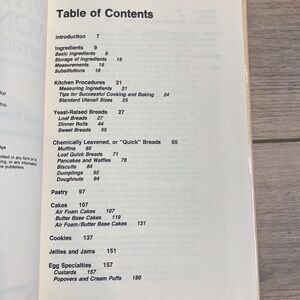 Table of Contents
Introduction 7
Ingredients 9
Basic Ingredients 9
Storage of Ingredients 18
Measurements 18
Substitutions 18
Kitchen Procedures 21
Measuring Ingredients 21
Tips for Successful Cooking and Baking 24
Standard Utensil Sizes 25
Yeast-Raised Breads 27
Loaf Breads 27
Dinner Rolls 44
Sweet Breads 55
Chemically Leavened, or "Quick" Breads 65
Muffins 65
Loaf Quick Breads 71
Pancakes and Waffles 78
Biscuits 84
Dumplings 92
Doughnuts 94
Pastry 97
Cakes 107
Air Foam Cakes 107
Butter Base Cakes 119
Air Foam/Butter Base Cakes 131
Cookies 137
Jellies and Jams 151
Egg Specialties 157
Custards 157
Popovers and Cream Puffs 180